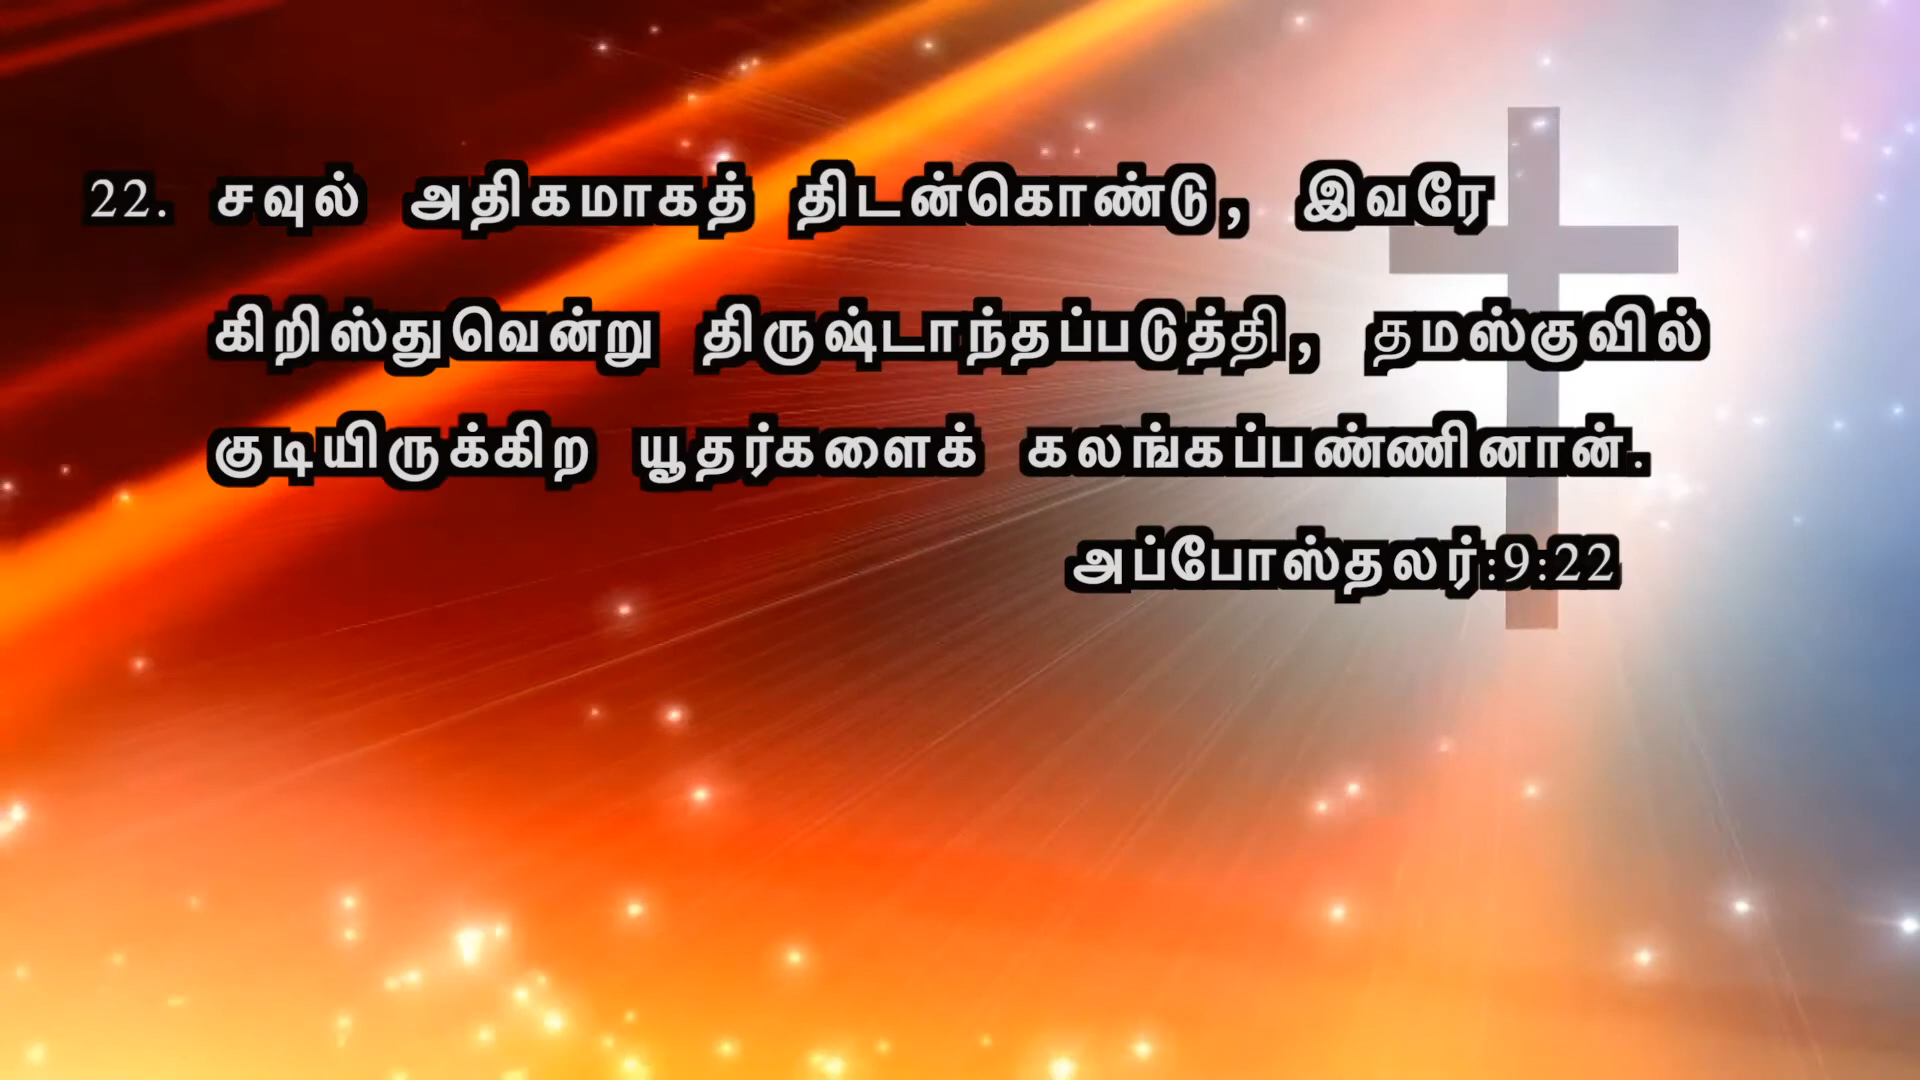 22. சவுல் அதிகமாகத் திடன்கொண்டு, இவரே
கிறிஸ்துவென்று திருஷ்டாந்தப்படுத்தி, தமஸ்குவில்
குடியிருக்கிற யூதர்களைக் கலங்கப்பண்ணினான்.
அப்போஸ்தலர்:9:22